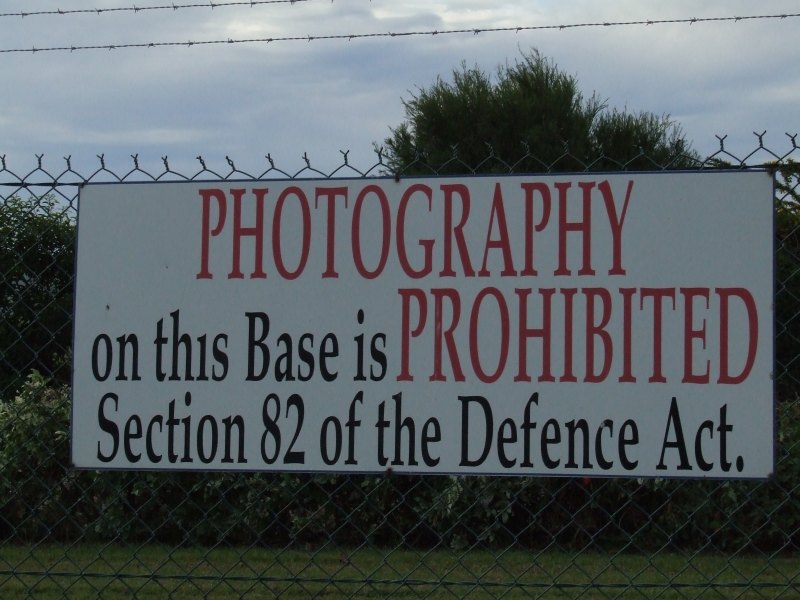 PHOTOGRAPHY
on this Base is PROHIBITED
Section 82 of the Defence Act.